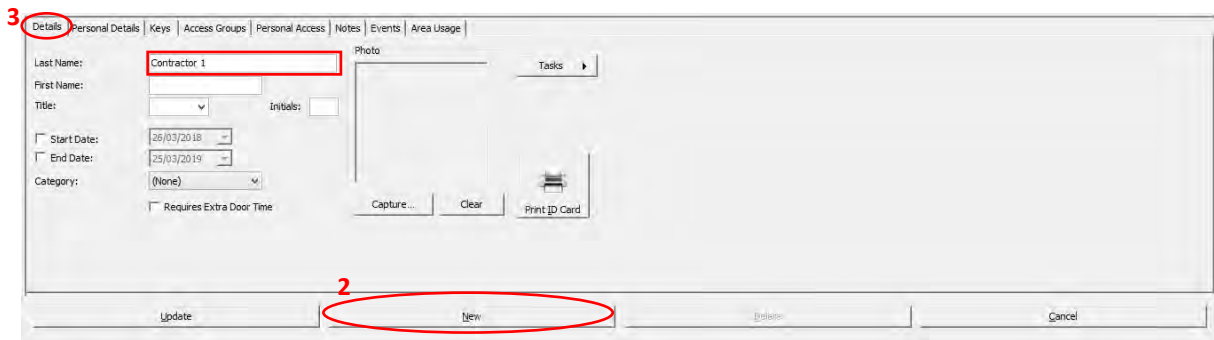 3
Details Personal Details Keys Access Groups Personal Access Notes Events Area Usage
Photo
Last Name: Contractor 1 Tasks
First Name:
Title: Initials:
Start Date: 26/03/2018
End Date: 25/03/2019
Category: (None)
Requires Extra Door Time
Capture... Clear Print ID Card
2
Update New Delete Cancel